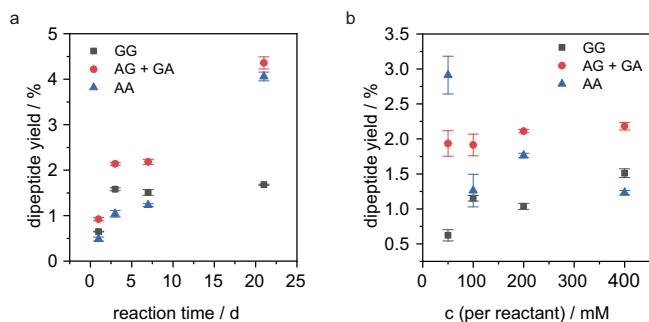 a
GG
AG + GA
AA
dipeptide yield / %
5
4
3
2
1
0
0 5 10 15 20 25
reaction time / d
b
GG
AG + GA
AA
dipeptide yield / %
3.5
3.0
2.5
2.0
1.5
1.0
0.5
0 100 200 300 400
c (per reactant) / mM